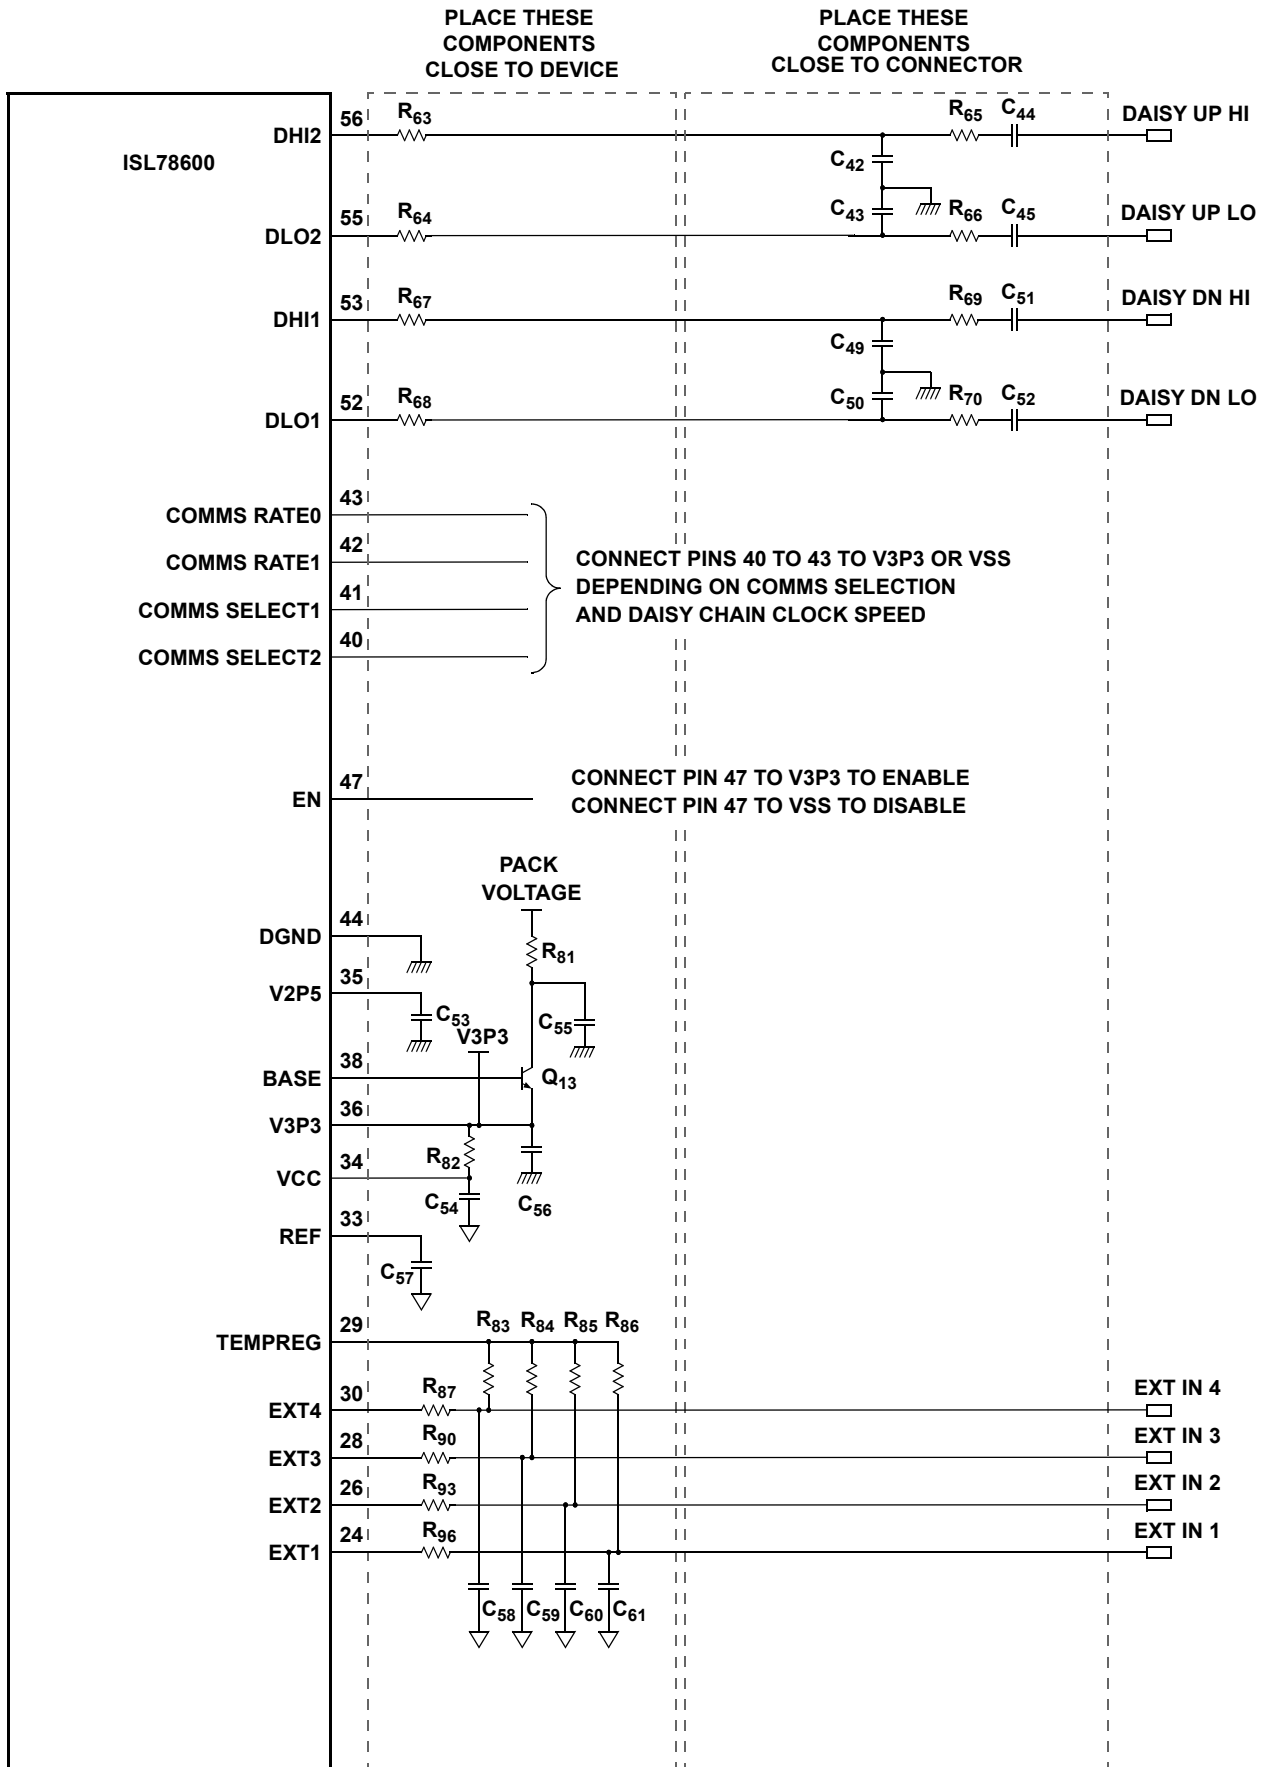 PLACE THESE
COMPONENTS
CLOSE TO DEVICE
PLACE THESE
COMPONENTS
CLOSE TO CONNECTOR
ISL78600
DHI2 56 R63 R65 C44 DAISY UP HI
C42
DLO2 55 R64 C43 R66 C45 DAISY UP LO
DHI1 53 R67 R69 C51 DAISY DN HI
C49
DLO1 52 R68 C50 R70 C52 DAISY DN LO
COMMS RATE0 43
COMMS RATE1 42
COMMS SELECT1 41
COMMS SELECT2 40
CONNECT PINS 40 TO 43 TO V3P3 OR VSS
DEPENDING ON COMMS SELECTION
AND DAISY CHAIN CLOCK SPEED
EN 47
CONNECT PIN 47 TO V3P3 TO ENABLE
CONNECT PIN 47 TO VSS TO DISABLE
PACK
VOLTAGE
DGND 44 R81
V2P5 35 C53 C55
V3P3
BASE 38 Q13
V3P3 36
R82
VCC 34
C54 C56
REF 33
C57
TEMPREG 29 R83 R84 R85 R86
EXT4 30 R87 EXT IN 4
EXT3 28 R90 EXT IN 3
EXT2 26 R93 EXT IN 2
EXT1 24 R96 EXT IN 1
C58 C59 C60 C61